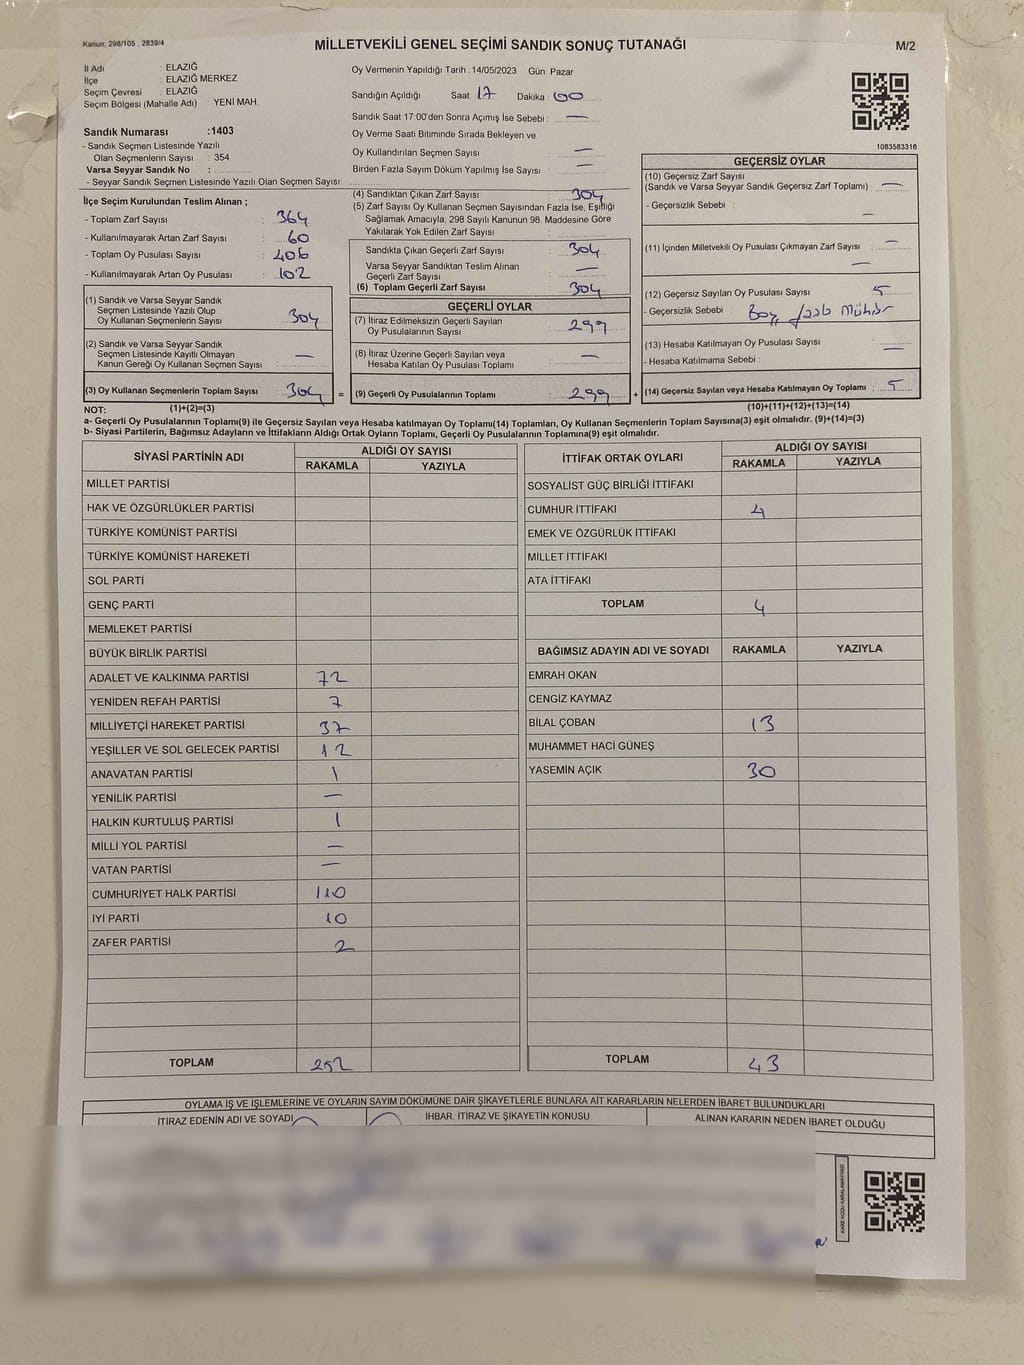 Kanun, 298/105 , 2839/4
MİLLETVEKİLİ GENEL SEÇİMİ SANDIK SONUÇ TUTANAĞI
M/2
İl Adı : ELAZIĞ
İlçe : ELAZIĞ MERKEZ
Seçim Çevresi : ELAZIĞ
Seçim Bölgesi (Mahalle Adı) : YENİ MAH.
Sandık Numarası :1403
- Sandık Seçmen Listesinde Yazılı
Olan Seçmenlerin Sayısı : 354
Varsa Seyyar Sandık No :
- Seyyar Sandık Seçmen Listesinde Yazılı Olan Seçmen Sayısı:
Oy Vermenin Yapıldığı Tarih :14/05/2023 Gün: Pazar
Sandığın Açıldığı Saat: 17 Dakika: 00
Sandık Saat 17:00'den Sonra Açımış İse Sebebi : —
Oy Verme Saati Bitiminde Sırada Bekleyen ve
Oy Kullandırılan Seçmen Sayısı : —
Birden Fazla Sayım Döküm Yapılmış İse Sayısı : —
1083583316
İlçe Seçim Kurulundan Teslim Alınan ;
- Toplam Zarf Sayısı : 364
- Kullanılmayarak Artan Zarf Sayısı : 60
- Toplam Oy Pusulası Sayısı : 406
- Kullanılmayarak Artan Oy Pusulası : 102
(4) Sandıktan Çıkan Zarf Sayısı : 304
(5) Zarf Sayısı Oy Kullanan Seçmen Sayısından Fazla İse, Eşitliği
Sağlamak Amacıyla; 298 Sayılı Kanunun 98. Maddesine Göre
Yakılarak Yok Edilen Zarf Sayısı :
Sandıkta Çıkan Geçerli Zarf Sayısı : 304
Varsa Seyyar Sandıktan Teslim Alınan
Geçerli Zarf Sayısı : —
(6) Toplam Geçerli Zarf Sayısı : 304
(1) Sandık ve Varsa Seyyar Sandık
Seçmen Listesinde Yazılı Olup
Oy Kullanan Seçmenlerin Sayısı : 304
(2) Sandık ve Varsa Seyyar Sandık
Seçmen Listesinde Kayıtlı Olmayan
Kanun Gereği Oy Kullanan Seçmen Sayısı : —
(3) Oy Kullanan Seçmenlerin Toplam Sayısı : 304 =
GEÇERLİ OYLAR
(7) İtiraz Edilmeksizin Geçerli Sayılan
Oy Pusulalarının Sayısı : 299
(8) İtiraz Üzerine Geçerli Sayılan veya
Hesaba Katılan Oy Pusulası Toplamı : —
(9) Geçerli Oy Pusulalarının Toplamı : 299 +
GEÇERSİZ OYLAR
(10) Geçersiz Zarf Sayısı
(Sandık ve Varsa Seyyar Sandık Geçersiz Zarf Toplamı) : —
- Geçersizlik Sebebi : —
(11) İçinden Milletvekili Oy Pusulası Çıkmayan Zarf Sayısı : —
—
(12) Geçersiz Sayılan Oy Pusulası Sayısı : 5
- Geçersizlik Sebebi : Boş, fazla Mühür
(13) Hesaba Katılmayan Oy Pusulası Sayısı : —
- Hesaba Katılmama Sebebi :
(14) Geçersiz Sayılan veya Hesaba Katılmayan Oy Toplamı : 5
NOT: (1)+(2)=(3)
(10)+(11)+(12)+(13)=(14)
a- Geçerli Oy Pusulalarının Toplamı(9) ile Geçersiz Sayılan veya Hesaba katılmayan Oy Toplamı(14) Toplamları, Oy Kullanan Seçmenlerin Toplam Sayısına(3) eşit olmalıdır. (9)+(14)=(3)
b- Siyasi Partilerin, Bağımsız Adayların ve İttifakların Aldığı Ortak Oyların Toplamı, Geçerli Oy Pusulalarının Toplamına(9) eşit olmalıdır.
SİYASİ PARTİNİN ADI ALDIĞI OY SAYISI
RAKAMLA YAZIYLA
MİLLET PARTİSİ
HAK VE ÖZGÜRLÜKLER PARTİSİ
TÜRKİYE KOMÜNİST PARTİSİ
TÜRKİYE KOMÜNİST HAREKETİ
SOL PARTİ
GENÇ PARTİ
MEMLEKET PARTİSİ
BÜYÜK BİRLİK PARTİSİ
ADALET VE KALKINMA PARTİSİ 72
YENİDEN REFAH PARTİSİ 7
MİLLİYETÇİ HAREKET PARTİSİ 37
YEŞİLLER VE SOL GELECEK PARTİSİ 12
ANAVATAN PARTİSİ 1
YENİLİK PARTİSİ —
HALKIN KURTULUŞ PARTİSİ 1
MİLLİ YOL PARTİSİ —
VATAN PARTİSİ —
CUMHURİYET HALK PARTİSİ 110
İYİ PARTİ 10
ZAFER PARTİSİ 2
TOPLAM 252
İTTİFAK ORTAK OYLARI ALDIĞI OY SAYISI
RAKAMLA YAZIYLA
SOSYALİST GÜÇ BİRLİĞİ İTTİFAKI
CUMHUR İTTİFAKI 4
EMEK VE ÖZGÜRLÜK İTTİFAKI
MİLLET İTTİFAKI
ATA İTTİFAKI
TOPLAM 4
BAĞIMSIZ ADAYIN ADI VE SOYADI RAKAMLA YAZIYLA
EMRAH OKAN
CENGİZ KAYMAZ
BİLAL ÇOBAN 13
MUHAMMET HACİ GÜNEŞ
YASEMİN AÇIK 30
TOPLAM 43
OYLAMA İŞ VE İŞLEMLERİNE VE OYLARIN SAYIM DÖKÜMÜNE DAİR ŞİKAYETLERLE BUNLARA AİT KARARLARIN NELERDEN İBARET BULUNDUKLARI
İTİRAZ EDENİN ADI VE SOYADI İHBAR, İTİRAZ VE ŞİKAYETİN KONUSU ALINAN KARARIN NEDEN İBARET OLDUĞU
KARE KODU KARALAMAYINIZ!